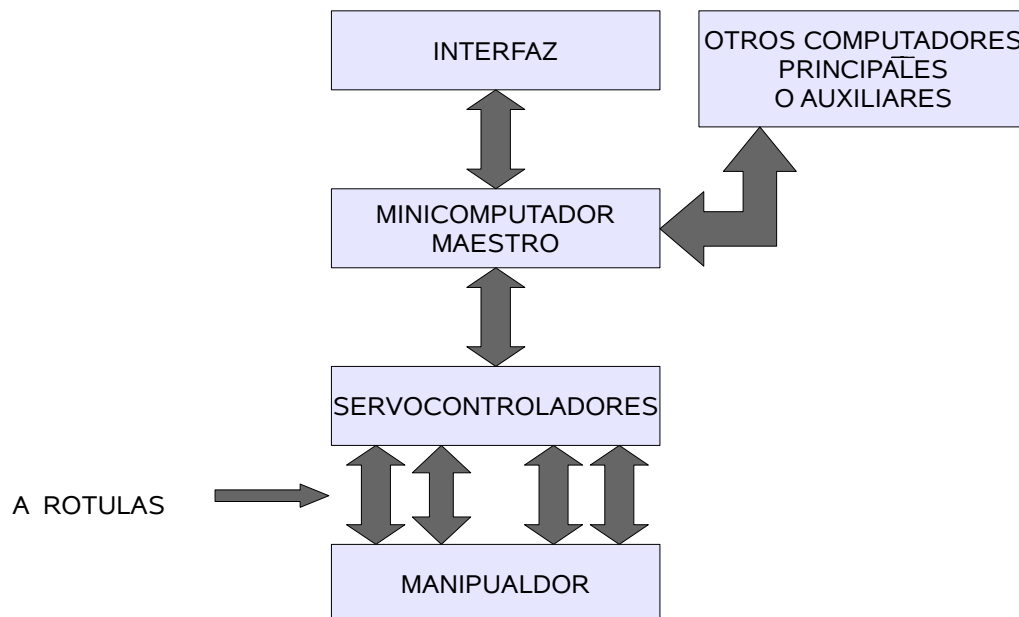 INTERFAZ
OTROS COMPUTADORES
PRINCIPALES
O AUXILIARES
MINICOMPUTADOR
MAESTRO
SERVOCONTROLADORES
A ROTULAS
MANIPUALDOR